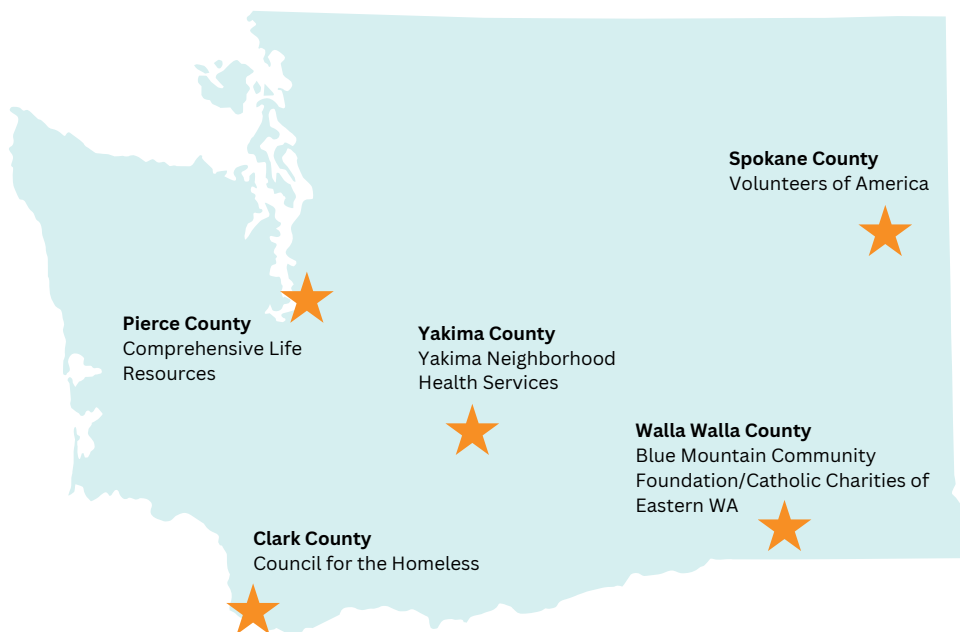 Spokane County
Volunteers of America
Pierce County
Comprehensive Life
Resources
Yakima County
Yakima Neighborhood
Health Services
Walla Walla County
Blue Mountain Community
Foundation/Catholic Charities of
Eastern WA
Clark County
Council for the Homeless